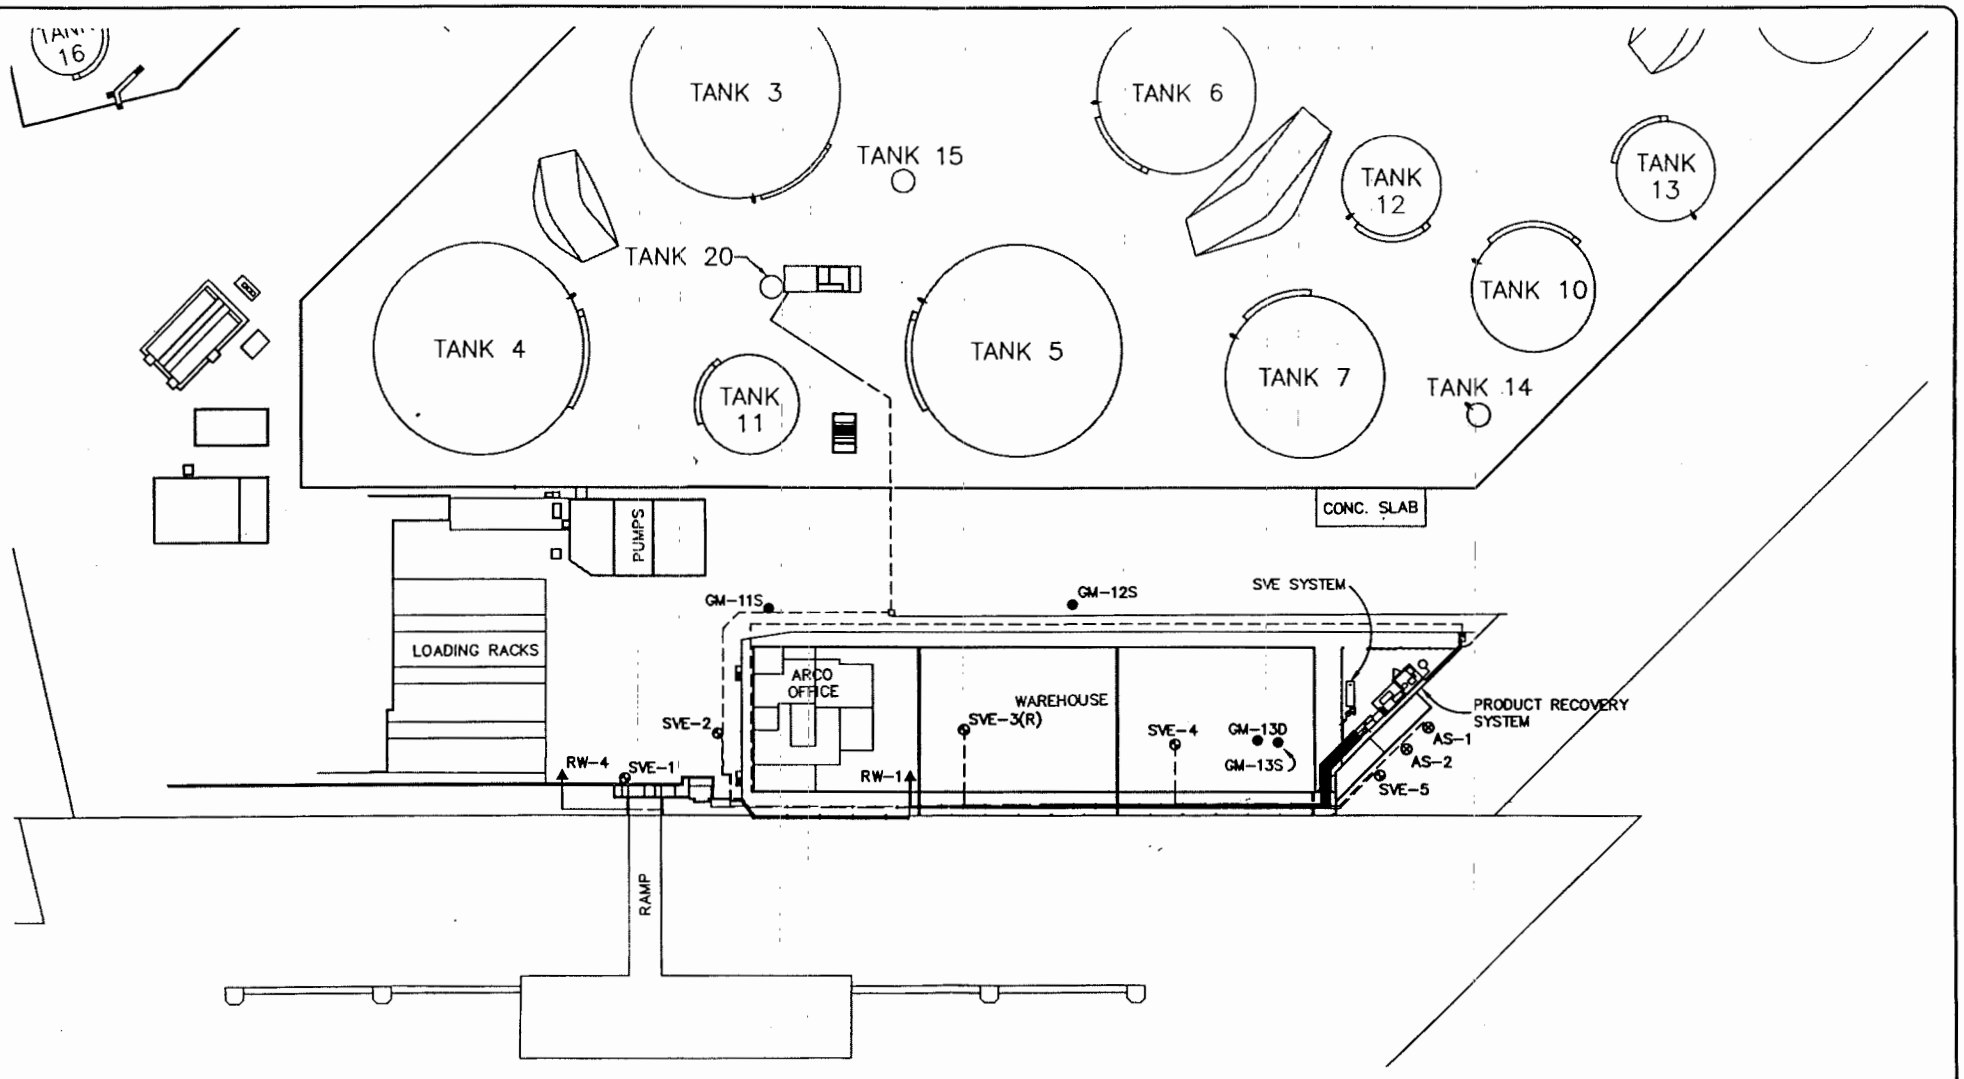 TANK
16
TANK 3
TANK 6
TANK 15
TANK
12
TANK
13
TANK 20
TANK 10
TANK 4
TANK 5
TANK 7
TANK 14
TANK
11
CONC. SLAB
PUMPS
SVE SYSTEM
GM-11S
GM-12S
LOADING RACKS
ARCO
OFFICE
WAREHOUSE
PRODUCT RECOVERY
SYSTEM
SVE-2
SVE-3(R)
SVE-4
GM-13D
GM-13S
AS-1
AS-2
RW-4
SVE-1
RW-1
SVE-5
RAMP